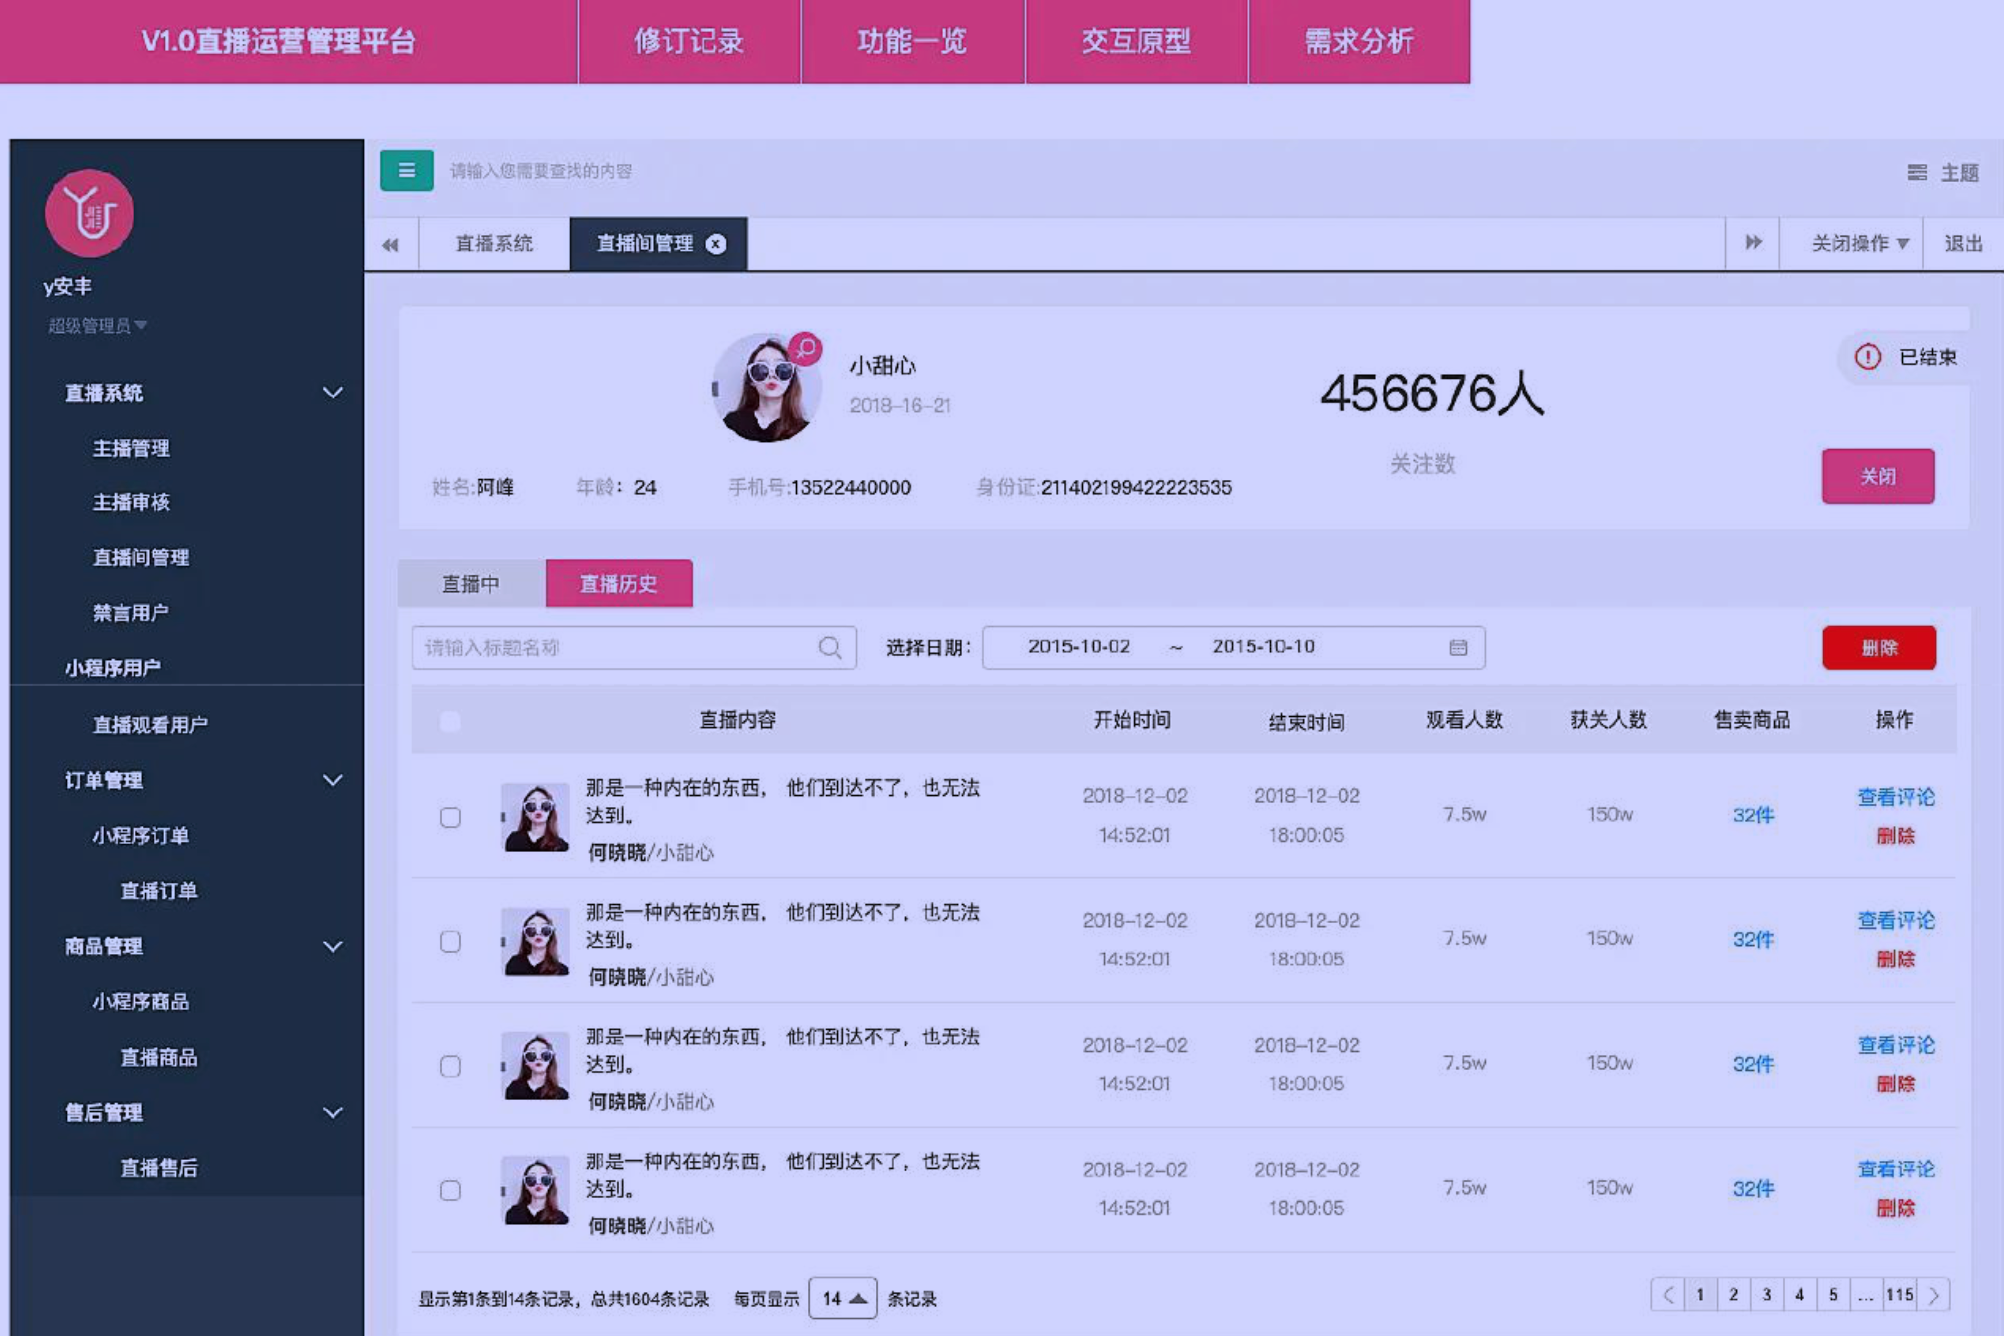 V1.0直播运营管理平台 修订记录 功能一览 交互原型 需求分析
请输入您需要查找的内容 主题
直播系统 直播间管理 关闭操作 退出
y安丰
超级管理员
直播系统
主播管理
主播审核
直播间管理
禁言用户
小程序用户
直播观看用户
订单管理
小程序订单
直播订单
商品管理
小程序商品
直播商品
售后管理
直播售后
小甜心
2018-16-21
456676人
关注数
已结束
姓名:阿峰 年龄：24 手机号:13522440000 身份证:211402199422223535
关闭
直播中 直播历史
请输入标题名称 选择日期： 2015-10-02 ~ 2015-10-10 删除
直播内容 开始时间 结束时间 观看人数 获关人数 售卖商品 操作
那是一种内在的东西， 他们到达不了，也无法
达到。
何晓晓/小甜心
2018-12-02
14:52:01
2018-12-02
18:00:05
7.5w
150w
32件
查看评论
删除
那是一种内在的东西， 他们到达不了，也无法
达到。
何晓晓/小甜心
2018-12-02
14:52:01
2018-12-02
18:00:05
7.5w
150w
32件
查看评论
删除
那是一种内在的东西， 他们到达不了，也无法
达到。
何晓晓/小甜心
2018-12-02
14:52:01
2018-12-02
18:00:05
7.5w
150w
32件
查看评论
删除
那是一种内在的东西， 他们到达不了，也无法
达到。
何晓晓/小甜心
2018-12-02
14:52:01
2018-12-02
18:00:05
7.5w
150w
32件
查看评论
删除
显示第1条到14条记录，总共1604条记录 每页显示 14 条记录
1 2 3 4 5 ... 115